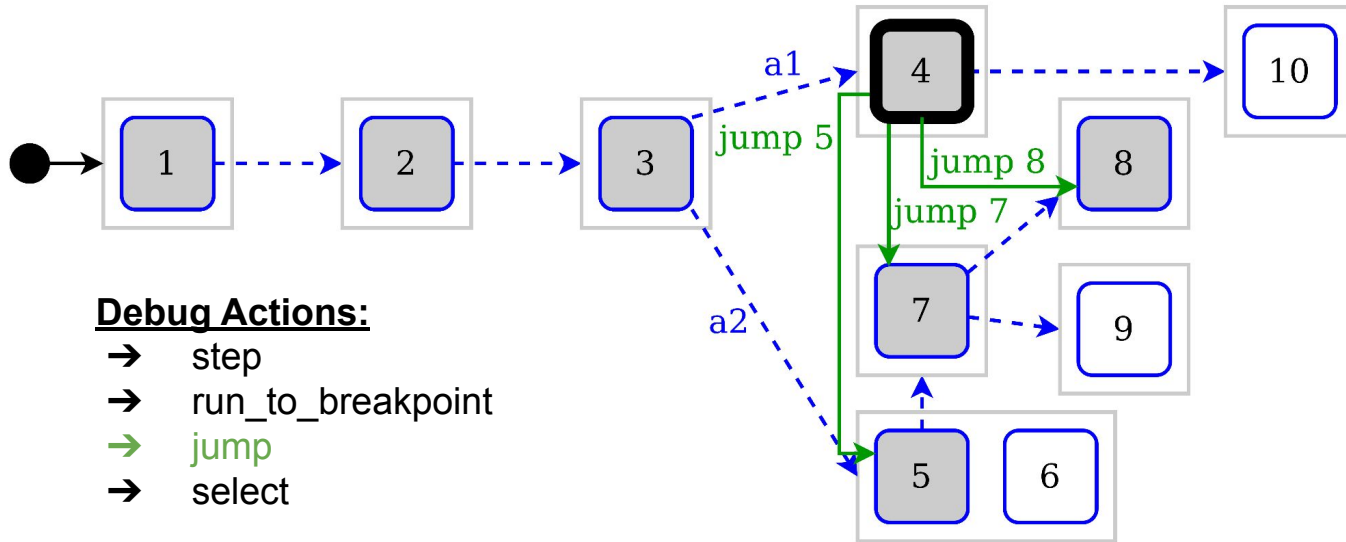 1
2
3
a1
4
10
jump 5
jump 8
8
jump 7
7
9
a2
5
6
Debug Actions:
➔ step
➔ run_to_breakpoint
➔ jump
➔ select